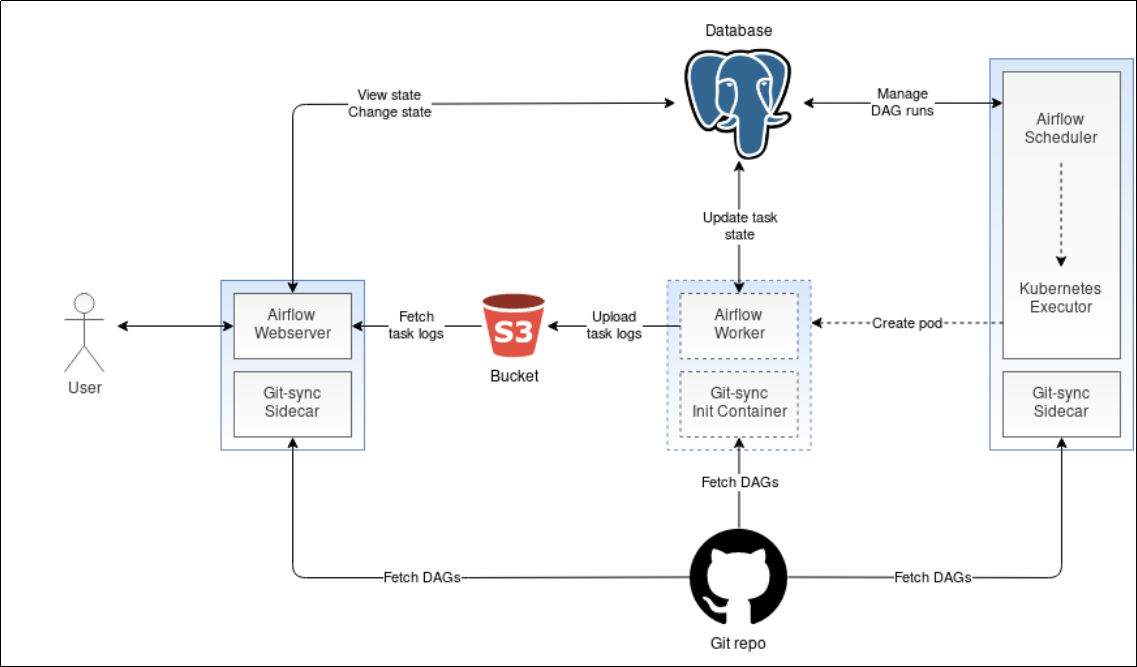 Database
View state
Change state
Manage
DAG runs
Airflow
Scheduler
Update task
state
Kubernetes
Executor
Airflow
Webserver
Fetch
task logs
S3
Upload
task logs
Airflow
Worker
Create pod
User
Bucket
Git-sync
Sidecar
Git-sync
Init Container
Git-sync
Sidecar
Fetch DAGs
Fetch DAGs
Fetch DAGs
Git repo